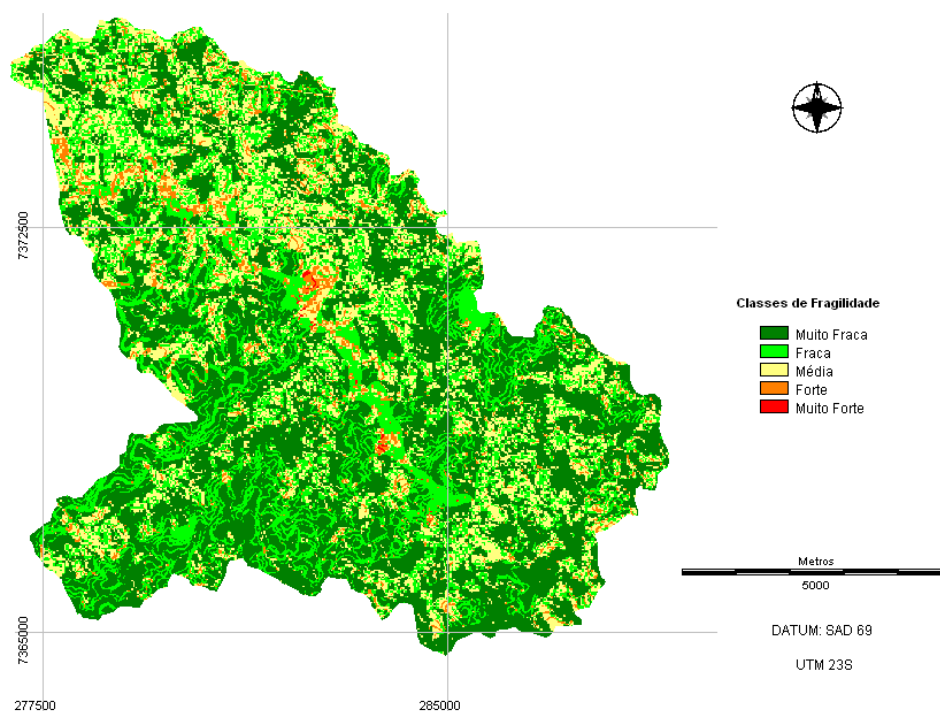 7372500
7365000
277500
285000
Classes de Fragilidade
Muito Fraca
Fraca
Média
Forte
Muito Forte
Metros
5000
DATUM: SAD 69
UTM 23S